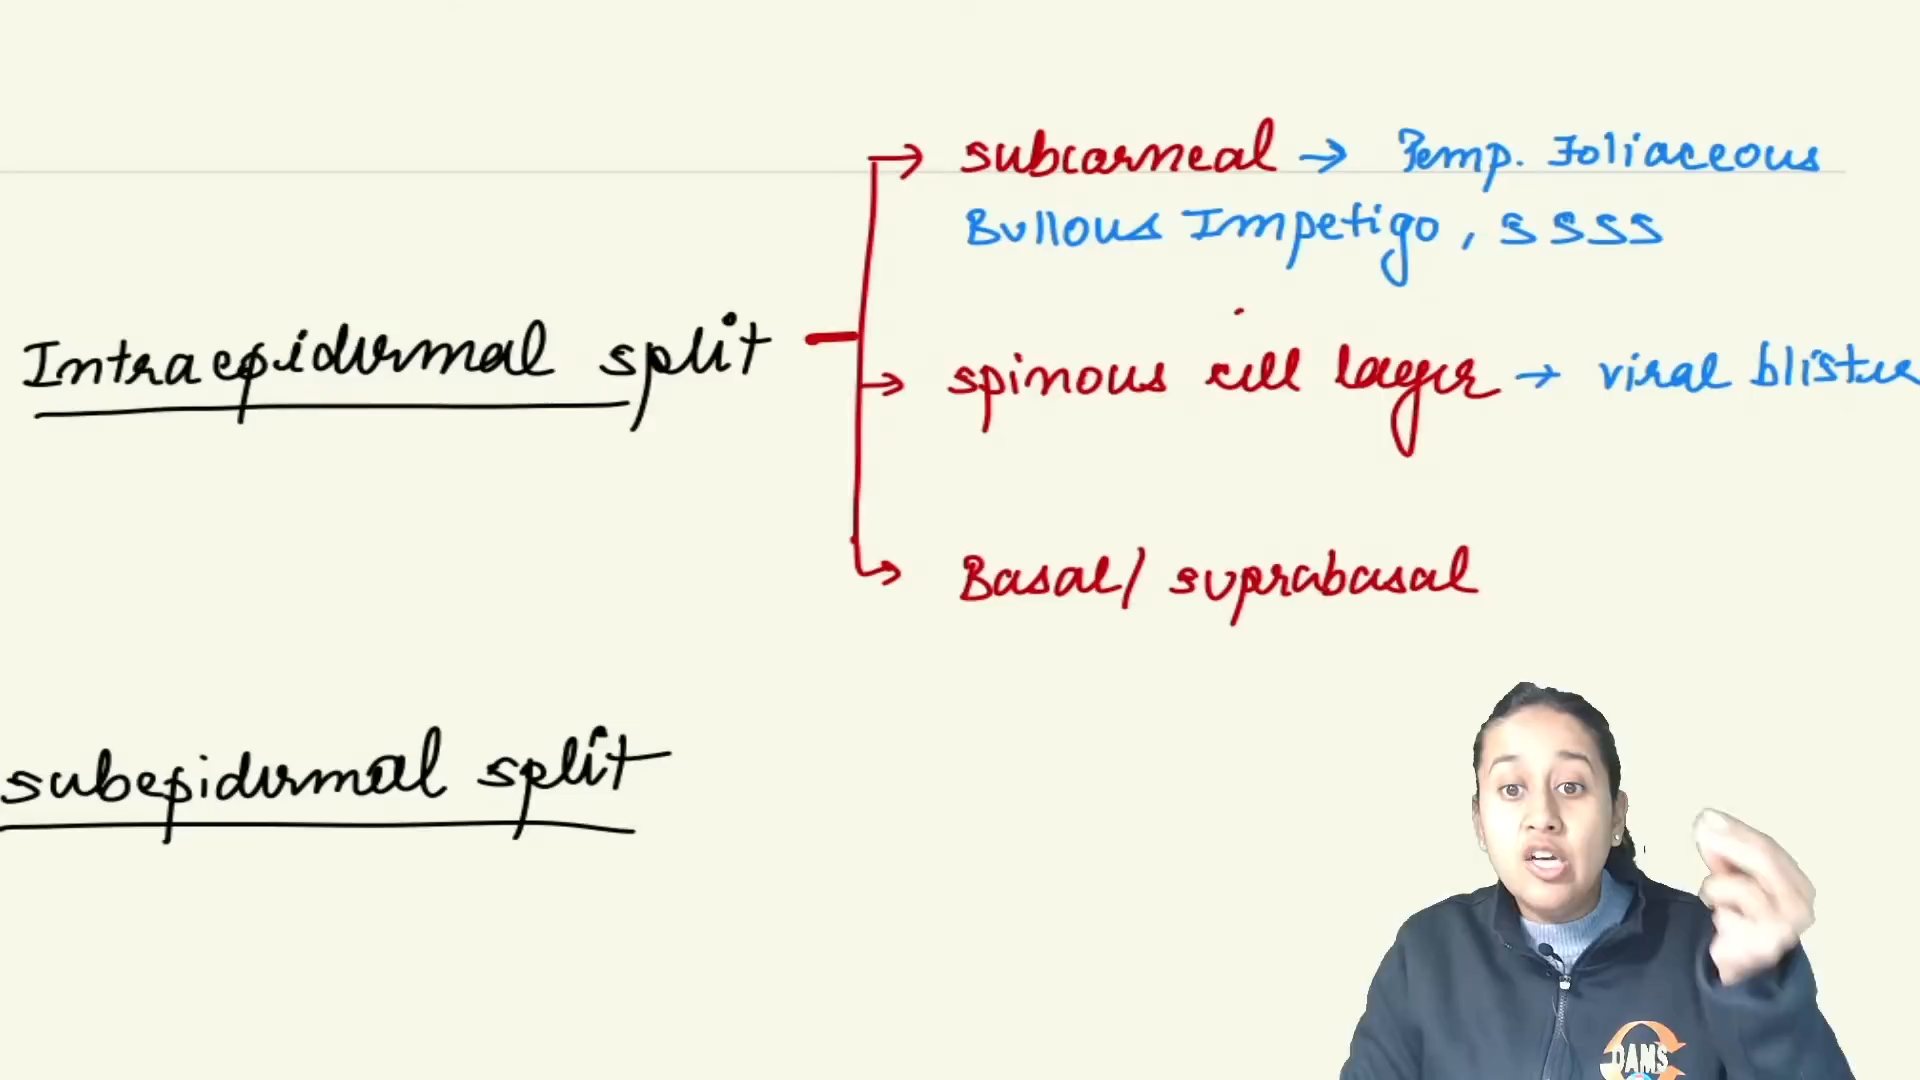 subcorneal → Pemp. Foliaceous
Bullous Impetigo, SSSS
Intraepidermal split
spinous cell layer → viral blister
Basal/ suprabasal
subepidermal split
DAMS